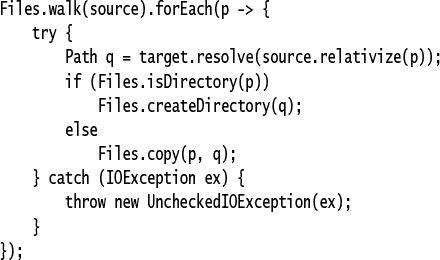 Files.walk(source).forEach(p -> {
    try {
        Path q = target.resolve(source.relativize(p));
        if (Files.isDirectory(p))
            Files.createDirectory(q);
        else
            Files.copy(p, q);
    } catch (IOException ex) {
        throw new UncheckedIOException(ex);
    }
});